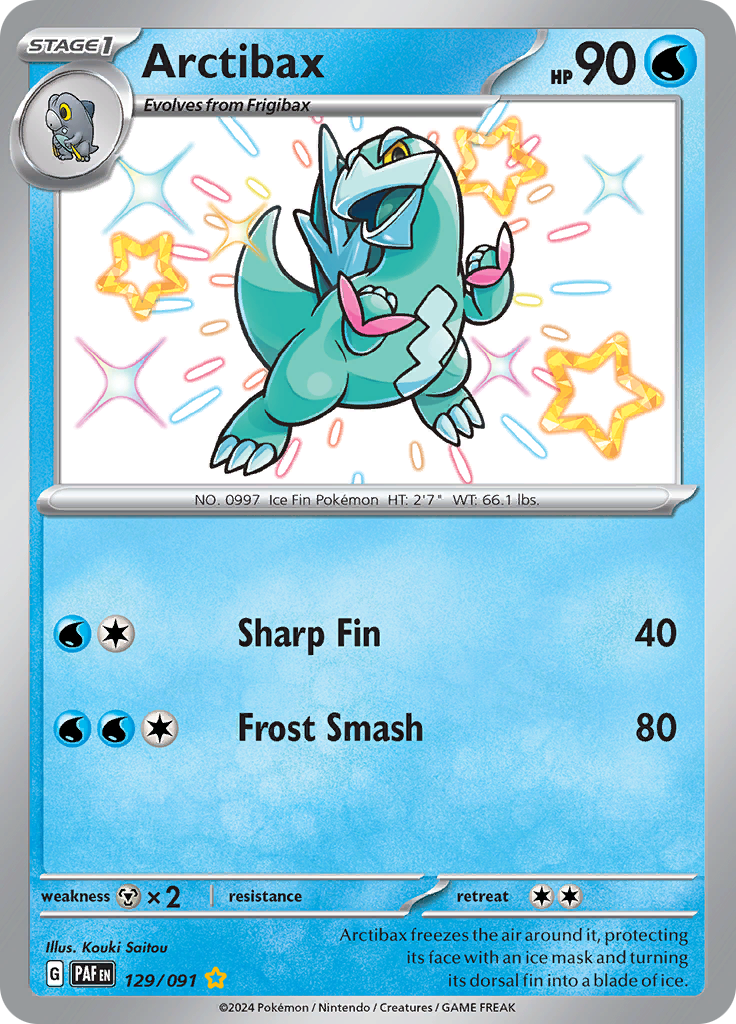 STAGE1
Arctibax
HP 90
Evolves from Frigibax
NO. 0997 Ice Fin Pokémon HT: 2'7" WT: 66.1 lbs.
Sharp Fin 40
Frost Smash 80
weakness ×2 resistance retreat
Illus. Kouki Saitou
Arctibax freezes the air around it, protecting
its face with an ice mask and turning
its dorsal fin into a blade of ice.
G PAF EN 129/091
©2024 Pokémon / Nintendo / Creatures / GAME FREAK